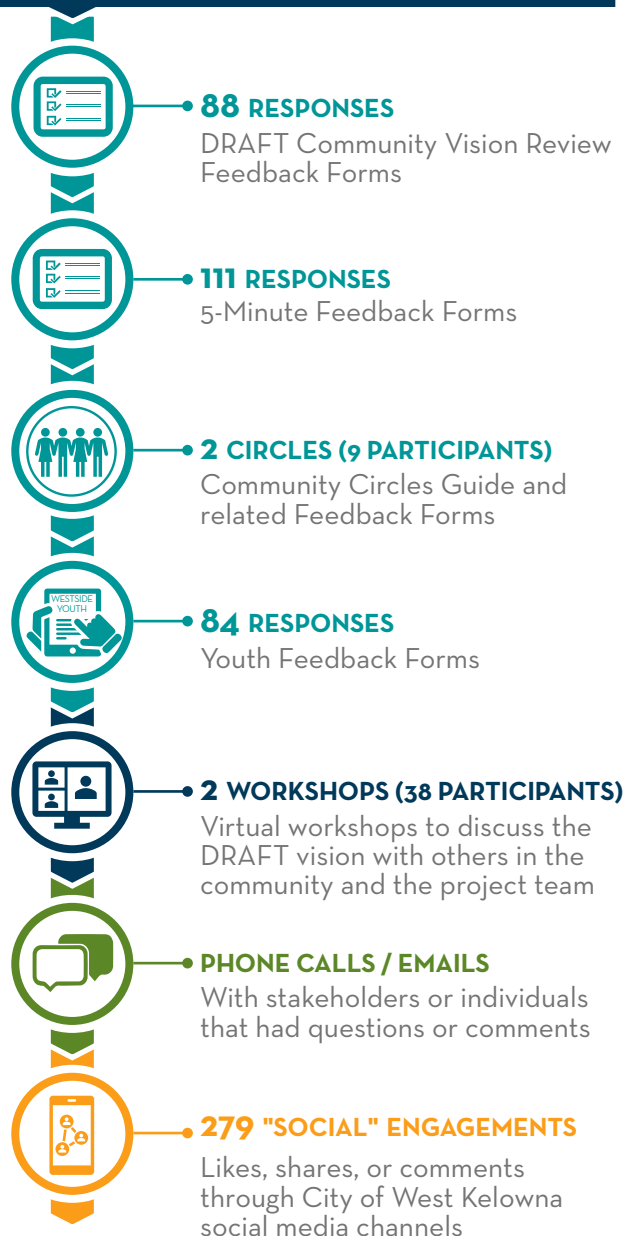 88 RESPONSES
DRAFT Community Vision Review
Feedback Forms
111 RESPONSES
5-Minute Feedback Forms
2 CIRCLES (9 PARTICIPANTS)
Community Circles Guide and
related Feedback Forms
WESTSIDE
YOUTH
84 RESPONSES
Youth Feedback Forms
2 WORKSHOPS (38 PARTICIPANTS)
Virtual workshops to discuss the
DRAFT vision with others in the
community and the project team
PHONE CALLS / EMAILS
With stakeholders or individuals
that had questions or comments
279 "SOCIAL" ENGAGEMENTS
Likes, shares, or comments
through City of West Kelowna
social media channels